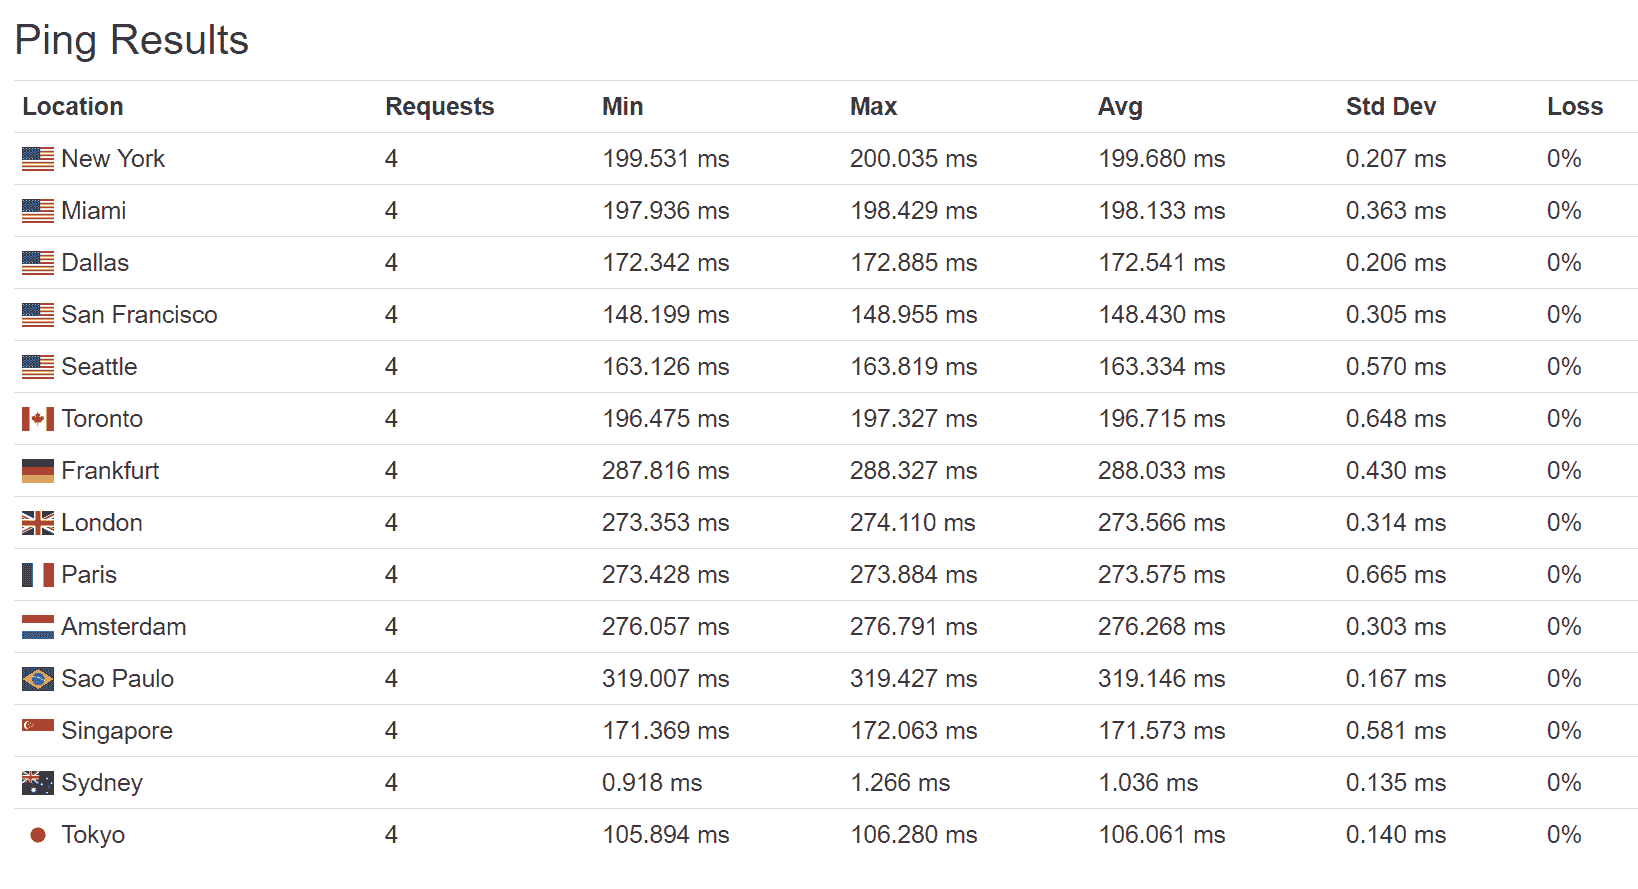 Ping Results
Location Requests Min Max Avg Std Dev Loss
New York 4 199.531 ms 200.035 ms 199.680 ms 0.207 ms 0%
Miami 4 197.936 ms 198.429 ms 198.133 ms 0.363 ms 0%
Dallas 4 172.342 ms 172.885 ms 172.541 ms 0.206 ms 0%
San Francisco 4 148.199 ms 148.955 ms 148.430 ms 0.305 ms 0%
Seattle 4 163.126 ms 163.819 ms 163.334 ms 0.570 ms 0%
Toronto 4 196.475 ms 197.327 ms 196.715 ms 0.648 ms 0%
Frankfurt 4 287.816 ms 288.327 ms 288.033 ms 0.430 ms 0%
London 4 273.353 ms 274.110 ms 273.566 ms 0.314 ms 0%
Paris 4 273.428 ms 273.884 ms 273.575 ms 0.665 ms 0%
Amsterdam 4 276.057 ms 276.791 ms 276.268 ms 0.303 ms 0%
Sao Paulo 4 319.007 ms 319.427 ms 319.146 ms 0.167 ms 0%
Singapore 4 171.369 ms 172.063 ms 171.573 ms 0.581 ms 0%
Sydney 4 0.918 ms 1.266 ms 1.036 ms 0.135 ms 0%
Tokyo 4 105.894 ms 106.280 ms 106.061 ms 0.140 ms 0%